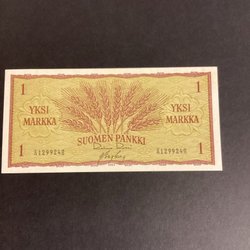 1 1
YKSI YKSI
MARKKA MARKKA
SUOMEN PANKKI
1 1